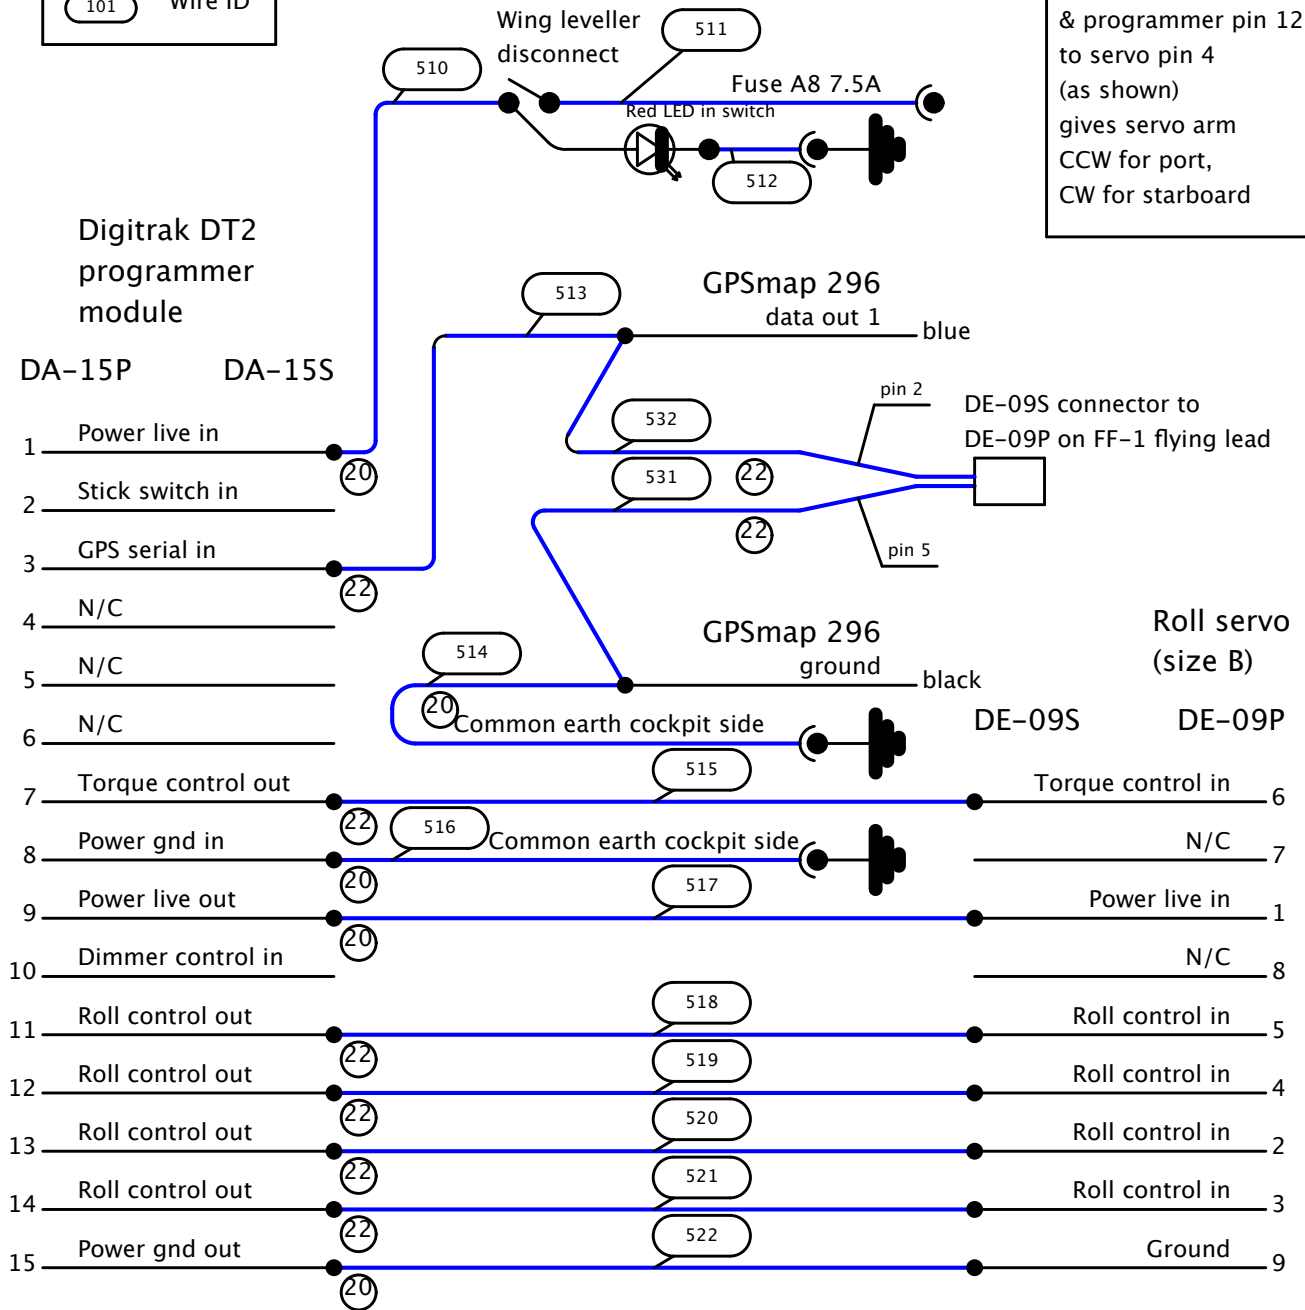 101 Wire ID
Wing leveller
disconnect
511
510
Fuse A8 7.5A
Red LED in switch
512
& programmer pin 12
to servo pin 4
(as shown)
gives servo arm
CCW for port,
CW for starboard
Digitrak DT2
programmer
module
513
GPSmap 296
data out 1
blue
DA-15P DA-15S
pin 2
DE-09S connector to
DE-09P on FF-1 flying lead
532
531
22
22
pin 5
1 Power live in
20
2 Stick switch in
3 GPS serial in
22
4 N/C
5 N/C
6 N/C
514
20
GPSmap 296
ground
black
Common earth cockpit side
Roll servo
(size B)
DE-09S DE-09P
7 Torque control out
22
515
Torque control in 6
8 Power gnd in
20
516
Common earth cockpit side
N/C 7
9 Power live out
20
517
Power live in 1
10 Dimmer control in
N/C 8
11 Roll control out
22
518
Roll control in 5
12 Roll control out
22
519
Roll control in 4
13 Roll control out
22
520
Roll control in 2
14 Roll control out
22
521
Roll control in 3
15 Power gnd out
20
522
Ground 9